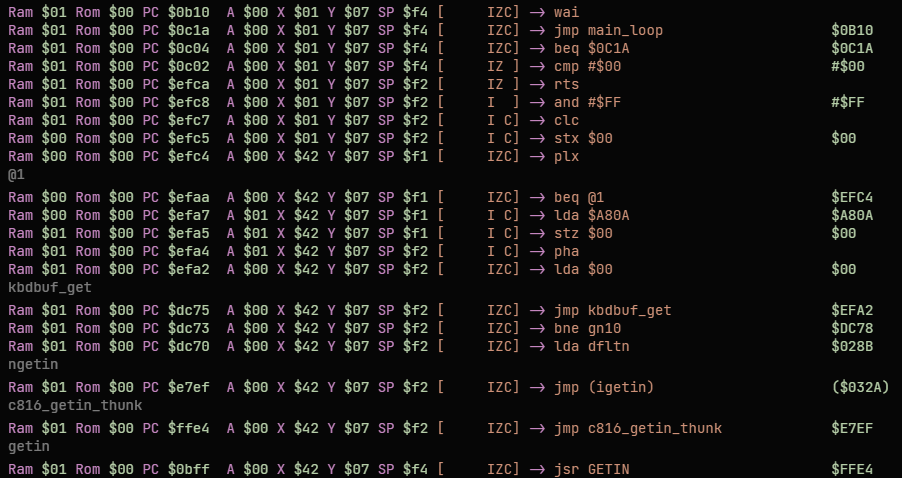 Ram $01 Rom $00 PC $0b10 A $00 X $01 Y $07 SP $f4 [ IZC] -> wai
Ram $01 Rom $00 PC $0c1a A $00 X $01 Y $07 SP $f4 [ IZC] -> jmp main_loop $0B10
Ram $01 Rom $00 PC $0c04 A $00 X $01 Y $07 SP $f4 [ IZC] -> beq $0C1A $0C1A
Ram $01 Rom $00 PC $0c02 A $00 X $01 Y $07 SP $f4 [ IZ ] -> cmp #$00 #$00
Ram $01 Rom $00 PC $efca A $00 X $01 Y $07 SP $f2 [ IZ ] -> rts
Ram $01 Rom $00 PC $efc8 A $00 X $01 Y $07 SP $f2 [ I ] -> and #$FF #$FF
Ram $01 Rom $00 PC $efc7 A $00 X $01 Y $07 SP $f2 [ I C] -> clc
Ram $00 Rom $00 PC $efc5 A $00 X $01 Y $07 SP $f2 [ I C] -> stx $00 $00
Ram $00 Rom $00 PC $efc4 A $00 X $42 Y $07 SP $f1 [ IZC] -> plx
@1
Ram $00 Rom $00 PC $efaa A $00 X $42 Y $07 SP $f1 [ IZC] -> beq @1 $EFC4
Ram $00 Rom $00 PC $efa7 A $01 X $42 Y $07 SP $f1 [ I C] -> lda $A80A $A80A
Ram $01 Rom $00 PC $efa5 A $01 X $42 Y $07 SP $f1 [ I C] -> stz $00 $00
Ram $01 Rom $00 PC $efa4 A $01 X $42 Y $07 SP $f2 [ I C] -> pha
Ram $01 Rom $00 PC $efa2 A $00 X $42 Y $07 SP $f2 [ IZC] -> lda $00 $00
kbdbuf_get
Ram $01 Rom $00 PC $dc75 A $00 X $42 Y $07 SP $f2 [ IZC] -> jmp kbdbuf_get $EFA2
Ram $01 Rom $00 PC $dc73 A $00 X $42 Y $07 SP $f2 [ IZC] -> bne gn10 $DC78
Ram $01 Rom $00 PC $dc70 A $00 X $42 Y $07 SP $f2 [ IZC] -> lda dfltn $028B
ngetin
Ram $01 Rom $00 PC $e7ef A $00 X $42 Y $07 SP $f2 [ IZC] -> jmp (igetin) ($032A)
c816_getin_thunk
Ram $01 Rom $00 PC $ffe4 A $00 X $42 Y $07 SP $f2 [ IZC] -> jmp c816_getin_thunk $E7EF
getin
Ram $01 Rom $00 PC $0bff A $00 X $42 Y $07 SP $f4 [ IZC] -> jsr GETIN $FFE4